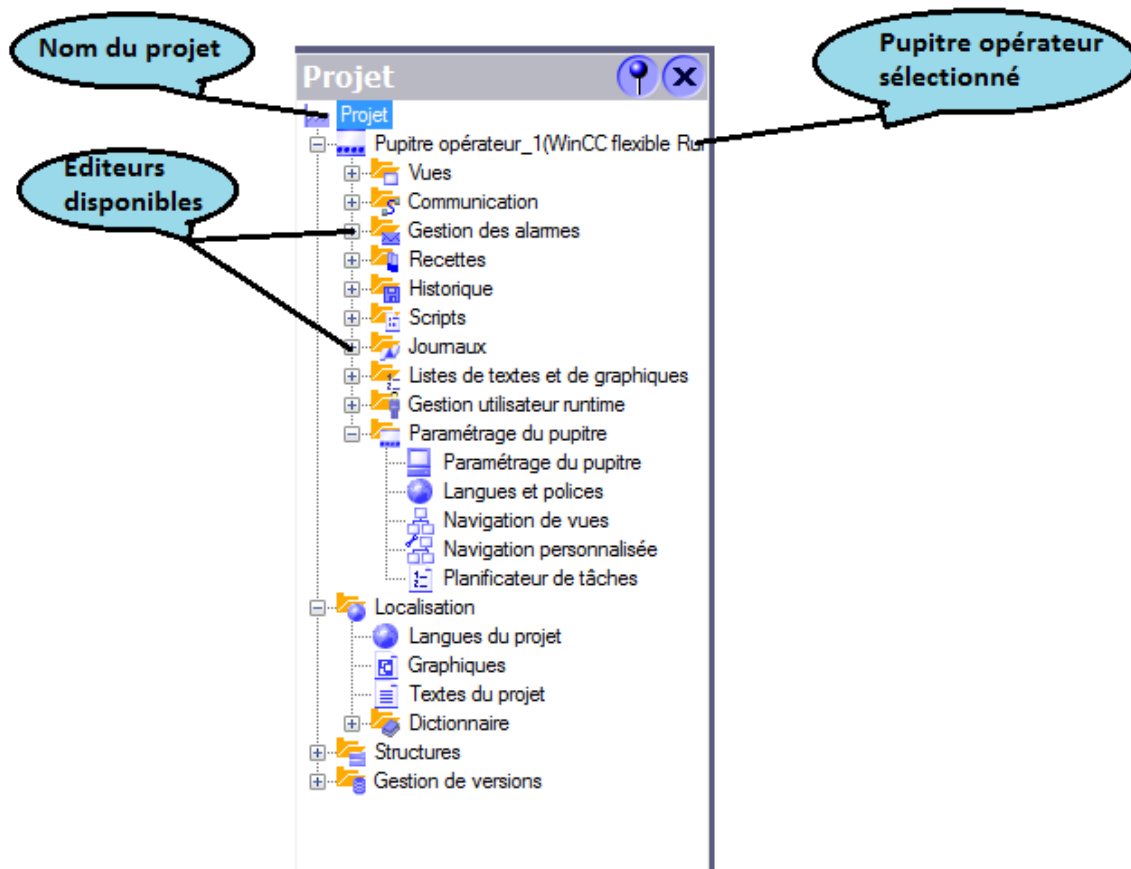 Nom du projet
Pupitre opérateur
sélectionné
Editeurs
disponibles
Projet
Projet
Pupitre opérateur_1(WinCC flexible Rur
Vues
Communication
Gestion des alarmes
Recettes
Historique
Scripts
Journaux
Listes de textes et de graphiques
Gestion utilisateur runtime
Paramétrage du pupitre
Paramétrage du pupitre
Langues et polices
Navigation de vues
Navigation personnalisée
Planificateur de tâches
Localisation
Langues du projet
Graphiques
Textes du projet
Dictionnaire
Structures
Gestion de versions